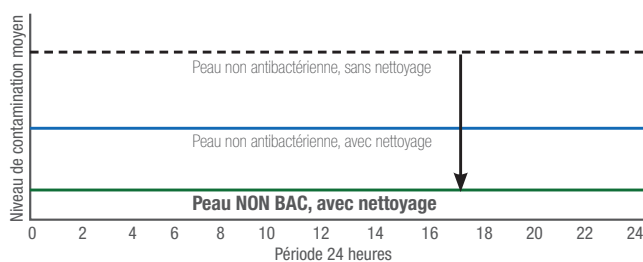 Niveau de contamination moyen
Peau non antibactérienne, sans nettoyage
Peau non antibactérienne, avec nettoyage
Peau NON BAC, avec nettoyage
0 2 4 6 8 10 12 14 16 17 18 20 22 24
Période 24 heures